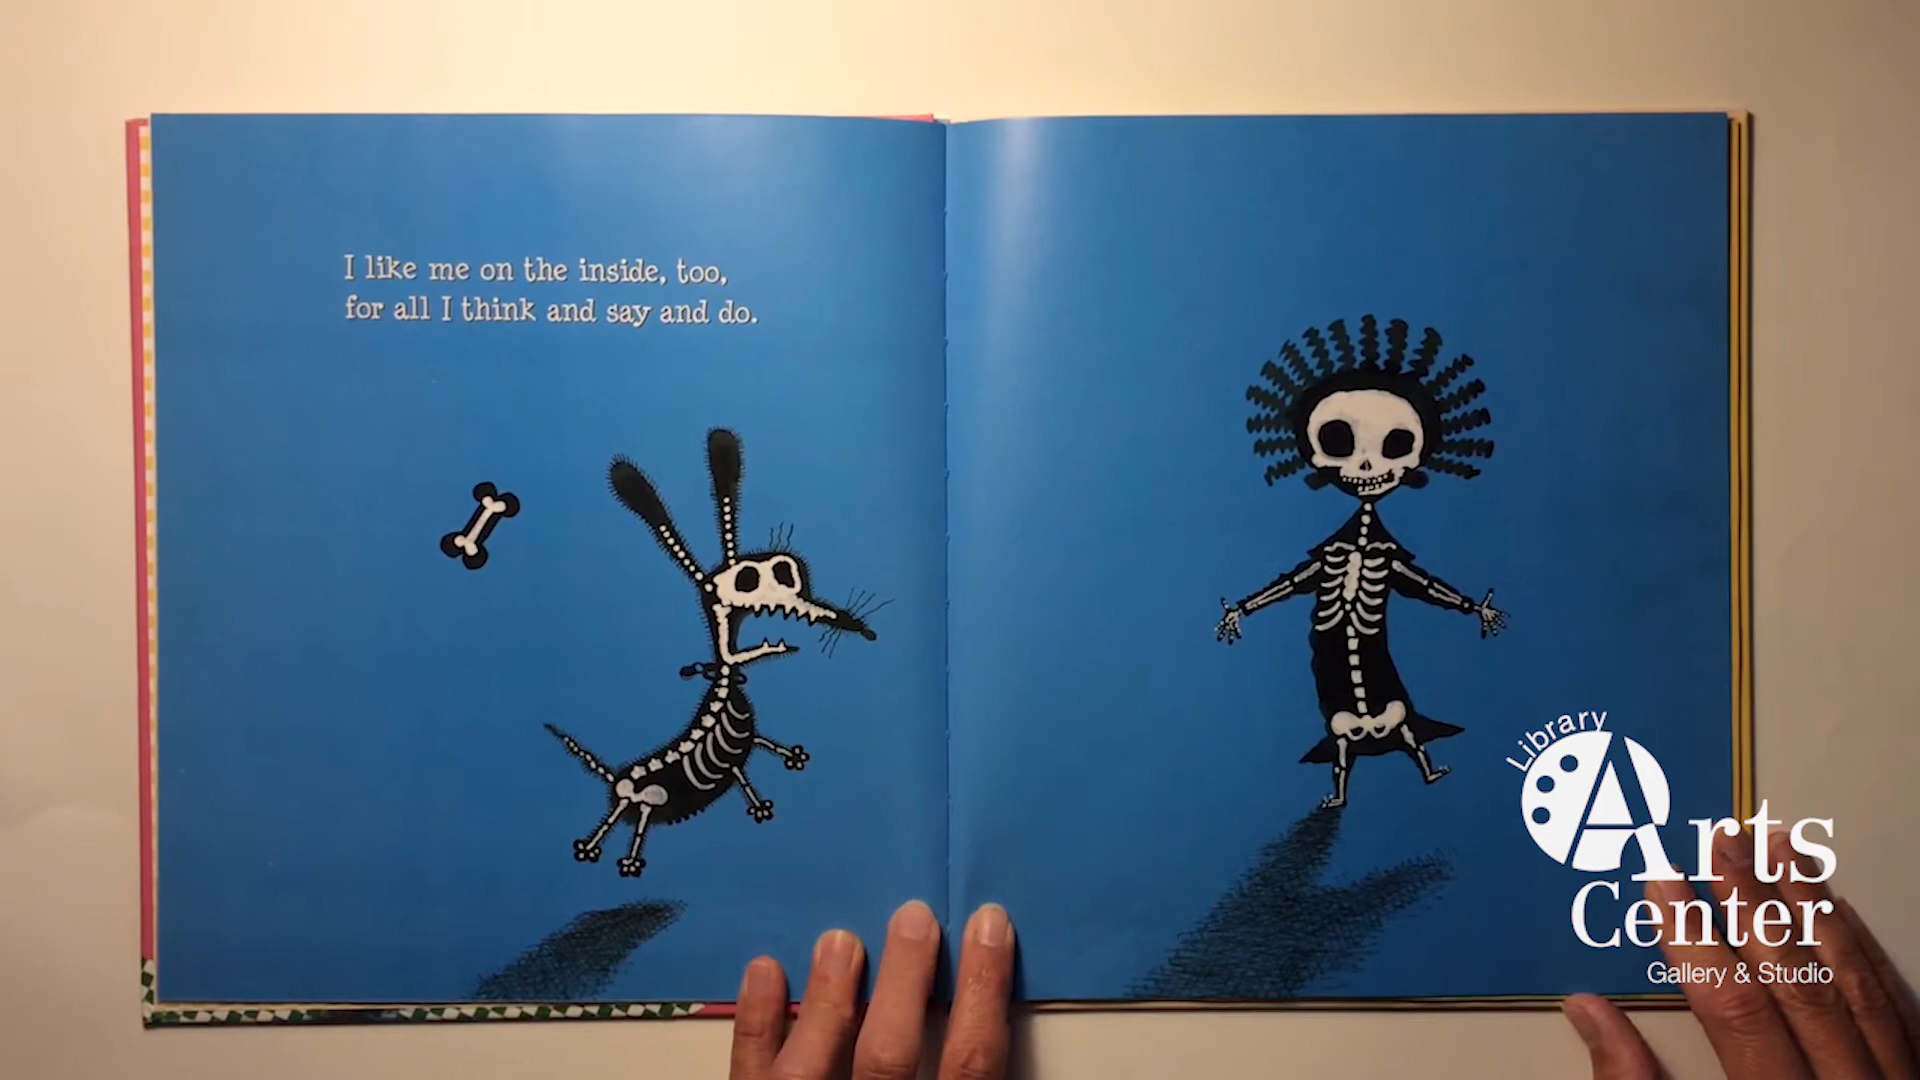 I like me on the inside, too,
for all I think and say and do.
Library
Arts
Center
Gallery & Studio